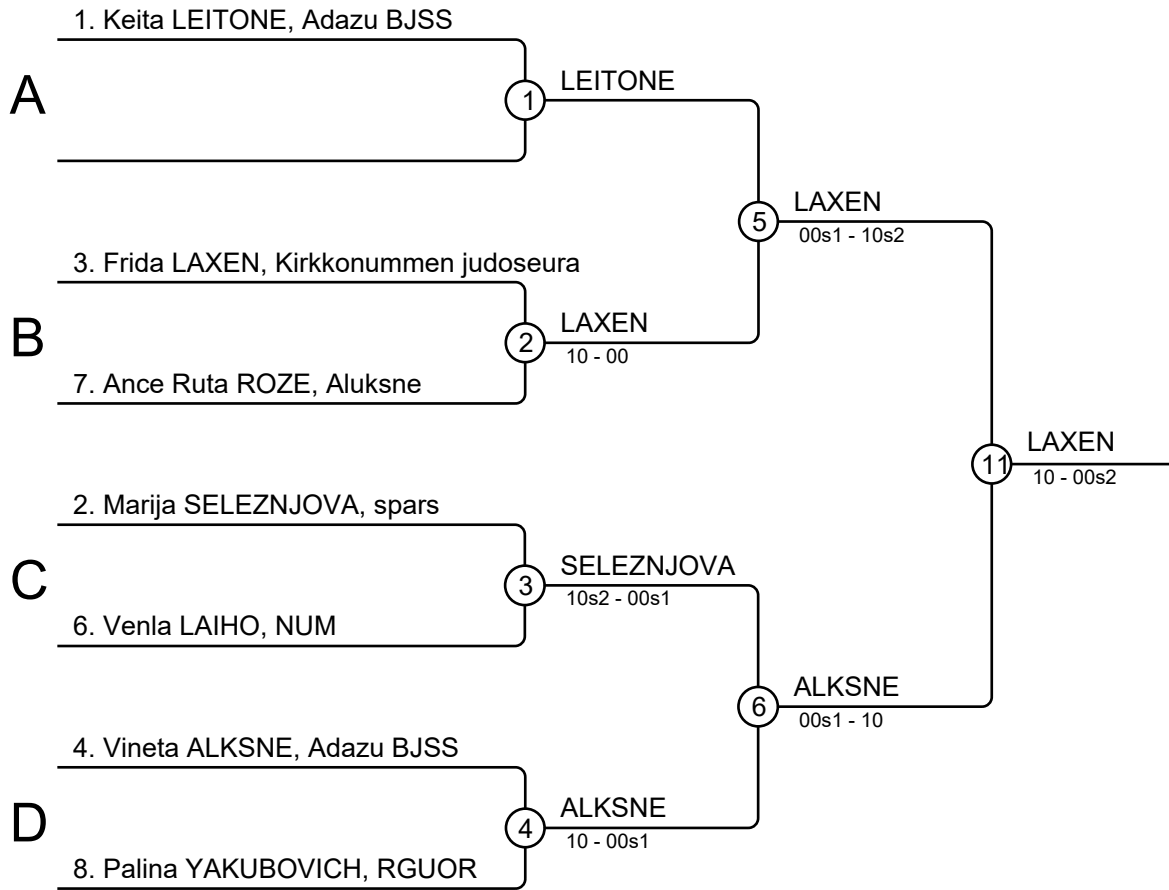 1. Keita LEITONE, Adazu BJSS
A
1
LEITONE
5
LAXEN
00s1 - 10s2
3. Frida LAXEN, Kirkkonummen judoseura
B
2
LAXEN
10 - 00
7. Ance Ruta ROZE, Aluksne
11
LAXEN
10 - 00s2
2. Marija SELEZNJOVA, spars
C
3
SELEZNJOVA
10s2 - 00s1
6. Venla LAIHO, NUM
6
ALKSNE
00s1 - 10
4. Vineta ALKSNE, Adazu BJSS
D
4
ALKSNE
10 - 00s1
8. Palina YAKUBOVICH, RGUOR